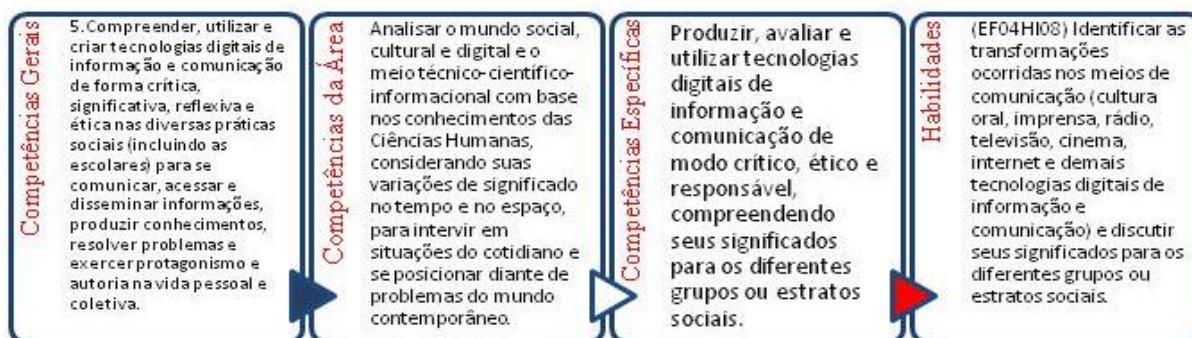 Competências Gerais
5.Compreender, utilizar e
criar tecnologias digitais de
informação e comunicação
de forma crítica,
significativa, reflexiva e
ética nas diversas práticas
sociais (incluindo as
escolares) para se
comunicar, acessar e
disseminar informações,
produzir conhecimentos,
resolver problemas e
exercer protagonismo e
autoria na vida pessoal e
coletiva.
Competências da Área
Analisar o mundo social,
cultural e digital e o
meio técnico-científico-
informacional com base
nos conhecimentos das
Ciências Humanas,
considerando suas
variações de significado
no tempo e no espaço,
para intervir em
situações do cotidiano e
se posicionar diante de
problemas do mundo
contemporâneo.
Competências Específicas
Produzir, avaliar e
utilizar tecnologias
digitais de
informação e
comunicação de
modo crítico, ético e
responsável,
compreendendo
seus significados
para os diferentes
grupos ou estratos
sociais.
Habilidades
(EF04HI08) Identificar as
transformações
ocorridas nos meios de
comunicação (cultura
oral, imprensa, rádio,
televisão, cinema,
internet e demais
tecnologias digitais de
informação e
comunicação) e discutir
seus significados para os
diferentes grupos ou
estratos sociais.